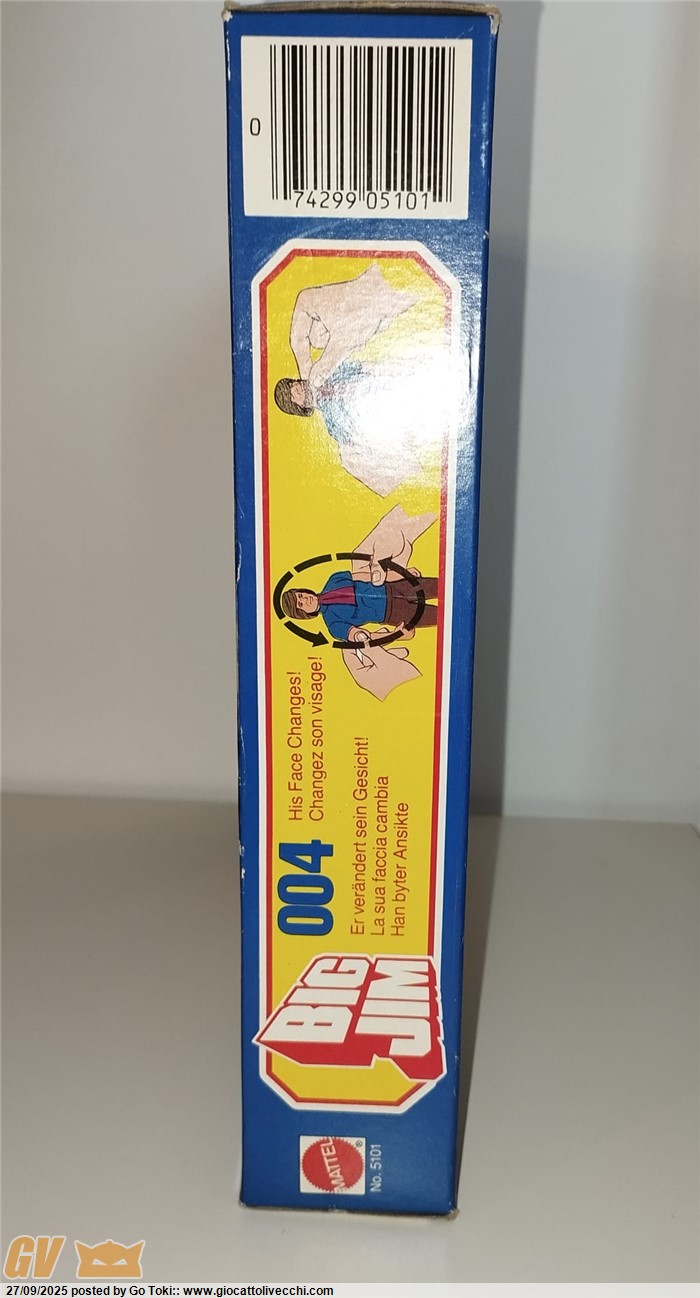 0
74299 05101
His Face Changes!
Changez son visage!
004
Er verändert sein Gesicht!
La sua faccia cambia
Han byter Ansikte
BIG
JIM
MATTEL
®
No. 5101
GV
27/09/2025 posted by Go Toki:: www.giocattolivecchi.com